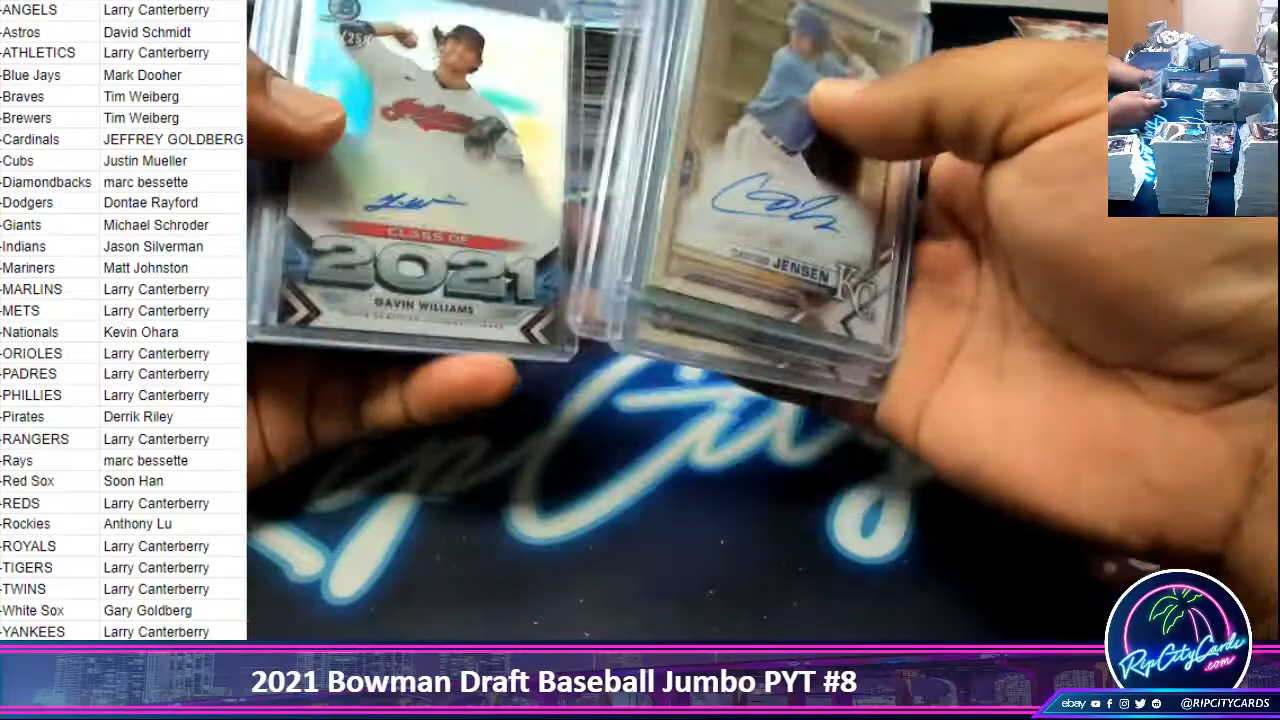 -ANGELS Larry Canterberry
-Astros David Schmidt
-ATHLETICS Larry Canterberry
-Blue Jays Mark Dooher
-Braves Tim Weiberg
-Brewers Tim Weiberg
-Cardinals JEFFREY GOLDBERG
-Cubs Justin Mueller
-Diamondbacks marc bessette
-Dodgers Dontae Rayford
-Giants Michael Schroder
-Indians Jason Silverman
-Mariners Matt Johnston
-MARLINS Larry Canterberry
-METS Larry Canterberry
-Nationals Kevin Ohara
-ORIOLES Larry Canterberry
-PADRES Larry Canterberry
-PHILLIES Larry Canterberry
-Pirates Derrik Riley
-RANGERS Larry Canterberry
-Rays marc bessette
-Red Sox Soon Han
-REDS Larry Canterberry
-Rockies Anthony Lu
-ROYALS Larry Canterberry
-TIGERS Larry Canterberry
-TWINS Larry Canterberry
-White Sox Gary Goldberg
-YANKEES Larry Canterberry
Indians
CLASS OF
2021
GAVIN WILLIAMS
JENSEN
KC
RipCityCards
.com
2021 Bowman Draft Baseball Jumbo PYT #8
ebay @RIPCITYCARDS